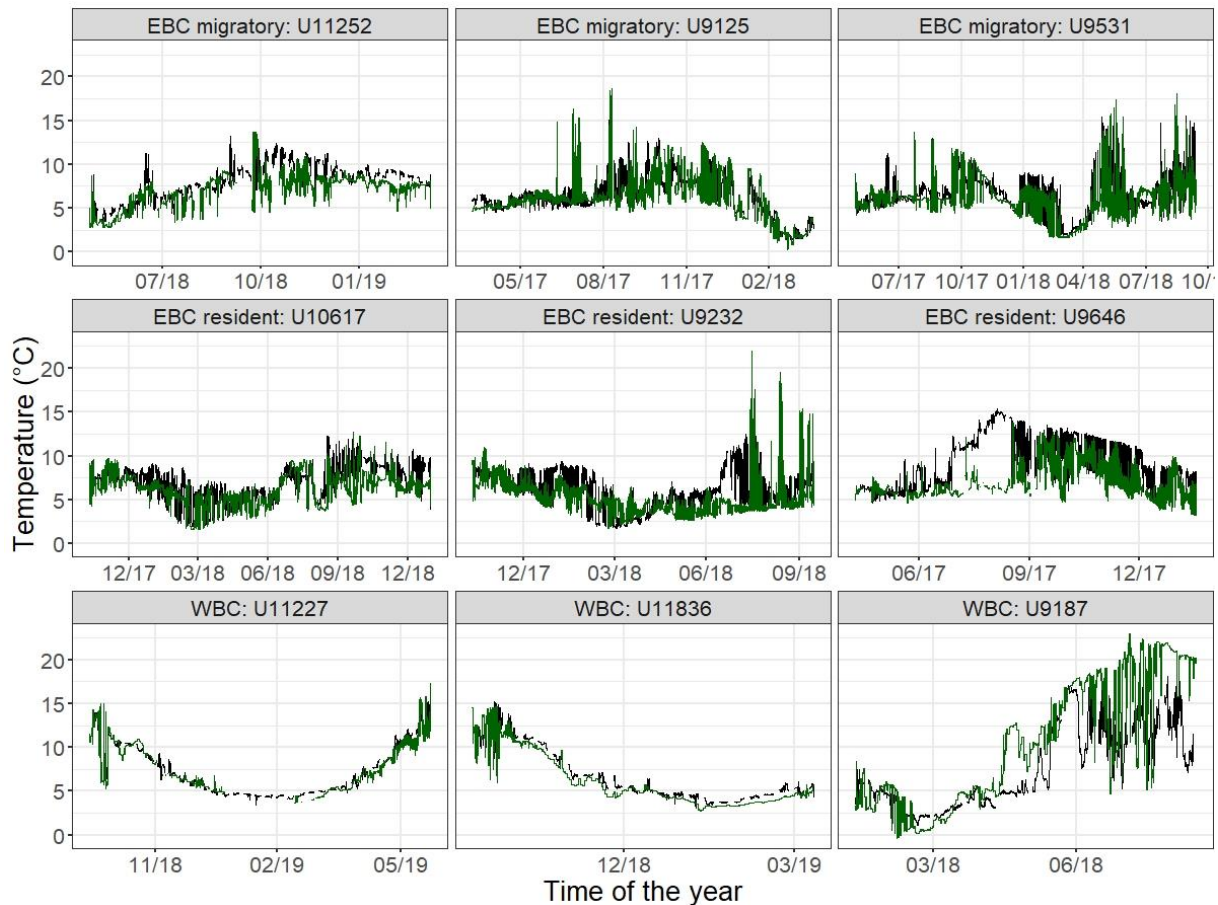 EBC migratory: U11252 EBC migratory: U9125 EBC migratory: U9531
20
15
10
5
0
07/18 10/18 01/19 05/17 08/17 11/17 02/18 07/17 10/17 01/18 04/18 07/18 10/1
EBC resident: U10617 EBC resident: U9232 EBC resident: U9646
Temperature (°C)
20
15
10
5
0
12/17 03/18 06/18 09/18 12/18 12/17 03/18 06/18 09/18 06/17 09/17 12/17
WBC: U11227 WBC: U11836 WBC: U9187
20
15
10
5
0
11/18 02/19 05/19 12/18 03/19 03/18 06/18
Time of the year